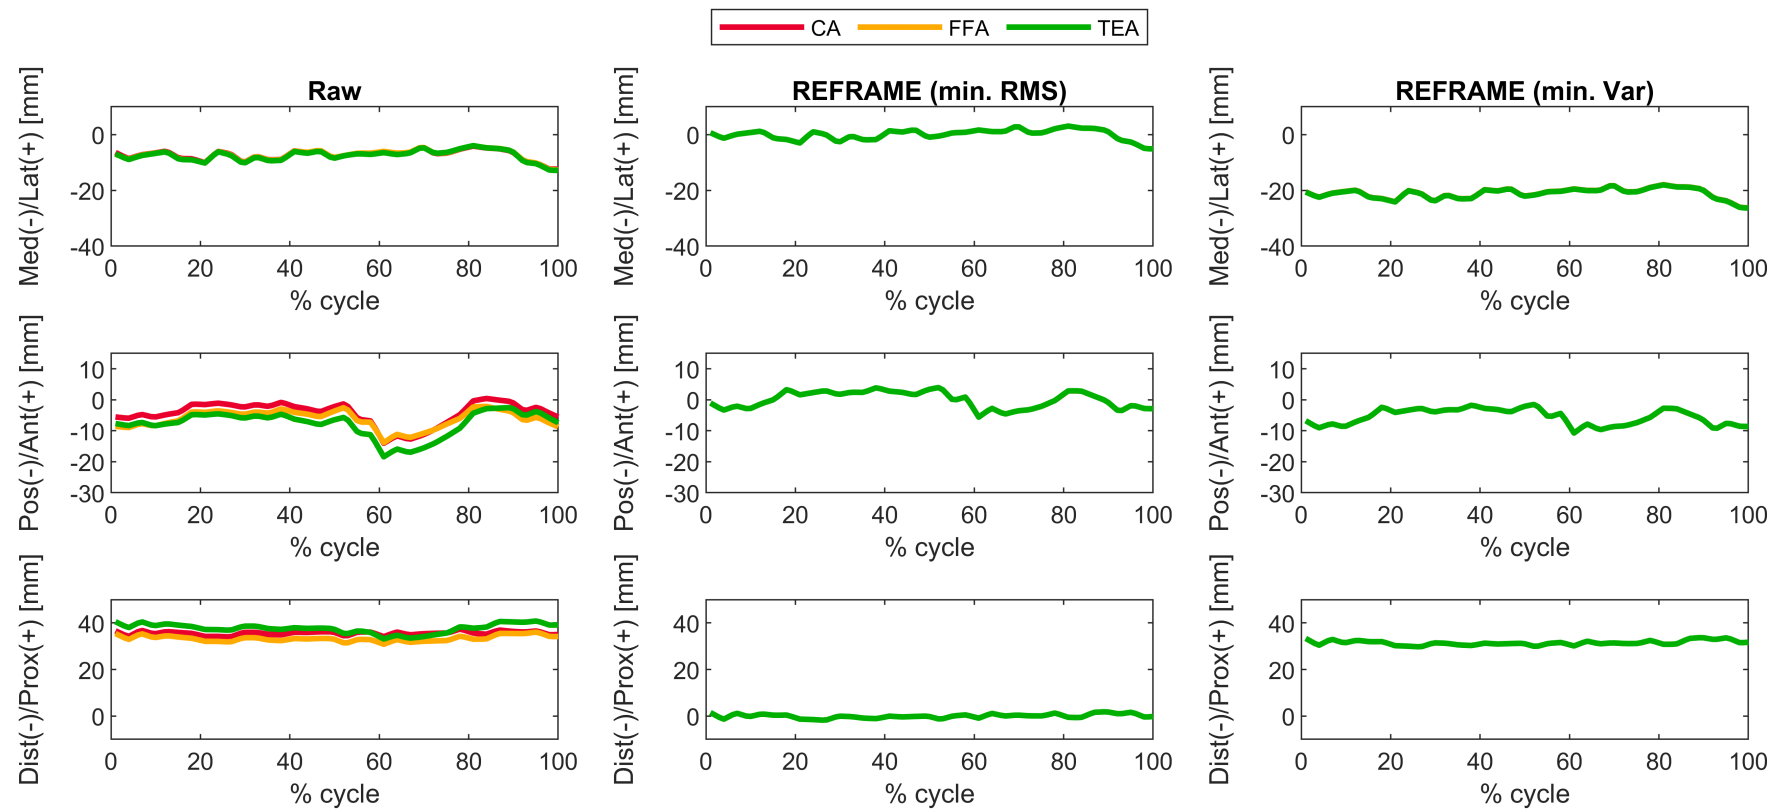 CA FFA TEA
Raw REFRAME (min. RMS) REFRAME (min. Var)
Med(-)/Lat(+) [mm] Med(-)/Lat(+) [mm] Med(-)/Lat(+) [mm]
0 0 0
-20 -20 -20
-40 -40 -40
0 20 40 60 80 100 0 20 40 60 80 100 0 20 40 60 80 100
% cycle % cycle % cycle
Pos(-)/Ant(+) [mm] Pos(-)/Ant(+) [mm] Pos(-)/Ant(+) [mm]
10 10 10
0 0 0
-10 -10 -10
-20 -20 -20
-30 -30 -30
0 20 40 60 80 100 0 20 40 60 80 100 0 20 40 60 80 100
% cycle % cycle % cycle
Dist(-)/Prox(+) [mm] Dist(-)/Prox(+) [mm] Dist(-)/Prox(+) [mm]
40 40 40
20 20 20
0 0 0
0 20 40 60 80 100 0 20 40 60 80 100 0 20 40 60 80 100
% cycle % cycle % cycle